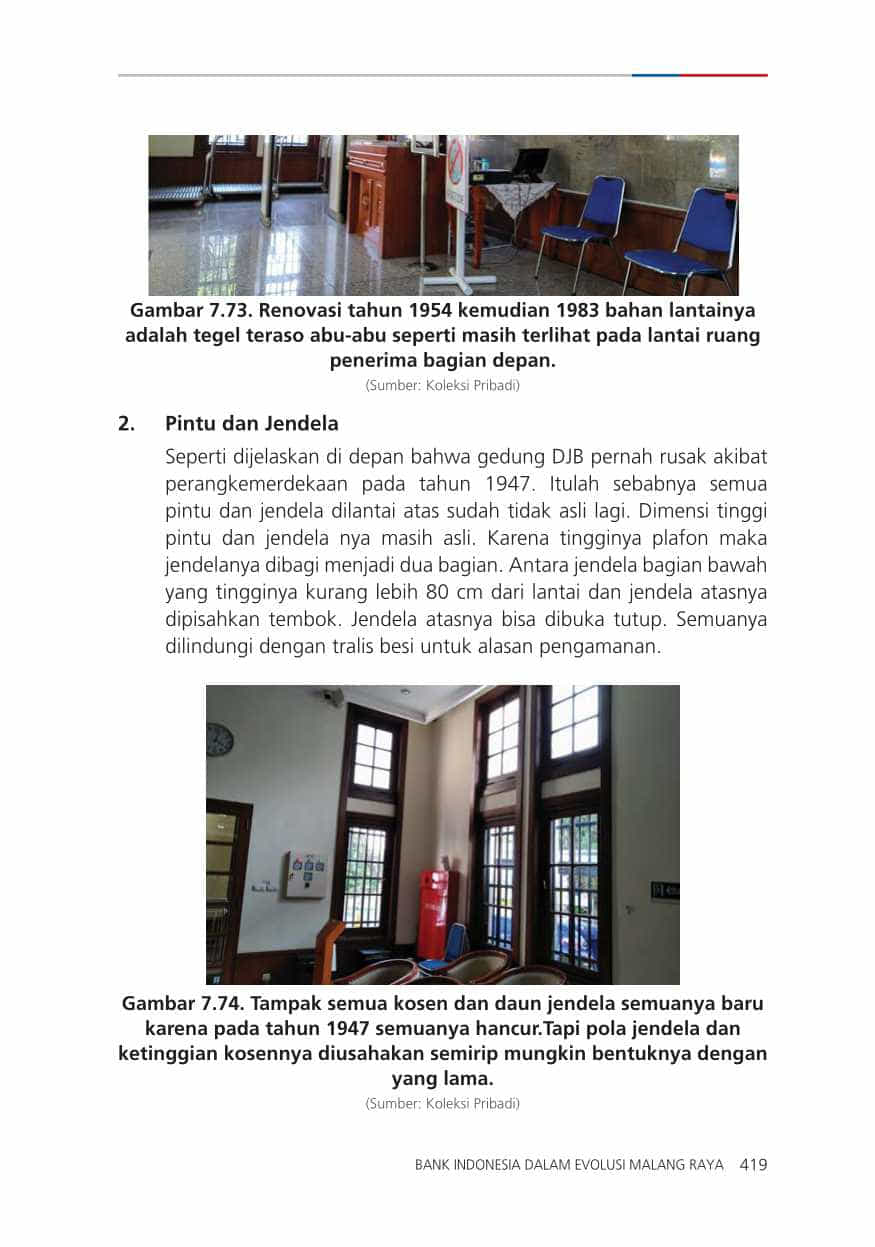 Gambar 7.73. Renovasi tahun 1954 kemudian 1983 bahan lantainya
adalah tegel teraso abu-abu seperti masih terlihat pada lantai ruang
penerima bagian depan.
(Sumber: Koleksi Pribadi)
2. Pintu dan Jendela
Seperti dijelaskan di depan bahwa gedung DJB pernah rusak akibat
perangkemerdekaan pada tahun 1947. Itulah sebabnya semua
pintu dan jendela dilantai atas sudah tidak asli lagi. Dimensi tinggi
pintu dan jendela nya masih asli. Karena tingginya plafon maka
jendelanya dibagi menjadi dua bagian. Antara jendela bagian bawah
yang tingginya kurang lebih 80 cm dari lantai dan jendela atasnya
dipisahkan tembok. Jendela atasnya bisa dibuka tutup. Semuanya
dilindungi dengan tralis besi untuk alasan pengamanan.
Gambar 7.74. Tampak semua kosen dan daun jendela semuanya baru
karena pada tahun 1947 semuanya hancur.Tapi pola jendela dan
ketinggian kosennya diusahakan semirip mungkin bentuknya dengan
yang lama.
(Sumber: Koleksi Pribadi)
BANK INDONESIA DALAM EVOLUSI MALANG RAYA 419